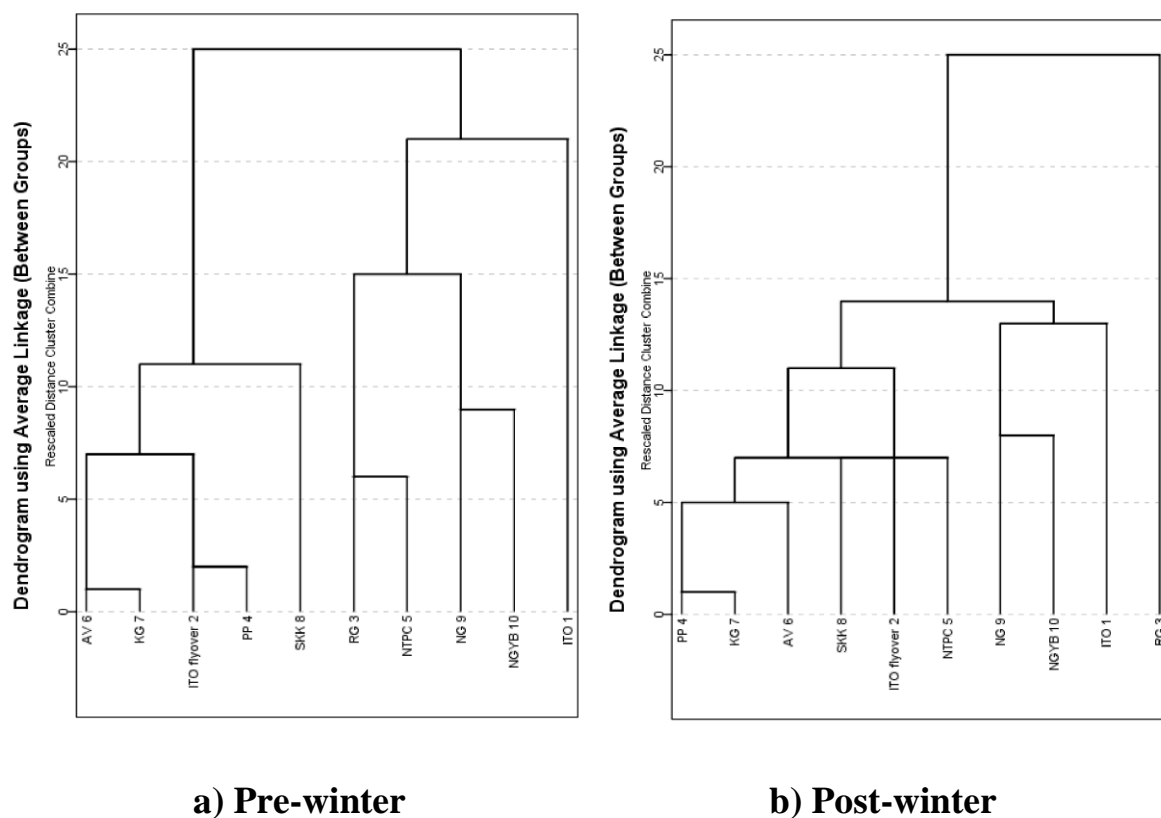 Dendrogram using Average Linkage (Between Groups)
Rescaled Distance Cluster Combine
25
20
15
10
5
0
AV 6
KG 7
ITO flyover 2
PP 4
SKK 8
RG 3
NTPC 5
NG 9
NGYB 10
ITO 1
a) Pre-winter
Dendrogram using Average Linkage (Between Groups)
Rescaled Distance Cluster Combine
25
20
15
10
5
0
PP 4
KG 7
AV 6
SKK 8
ITO flyover 2
NTPC 5
NG 9
NGYB 10
ITO 1
RG 3
b) Post-winter